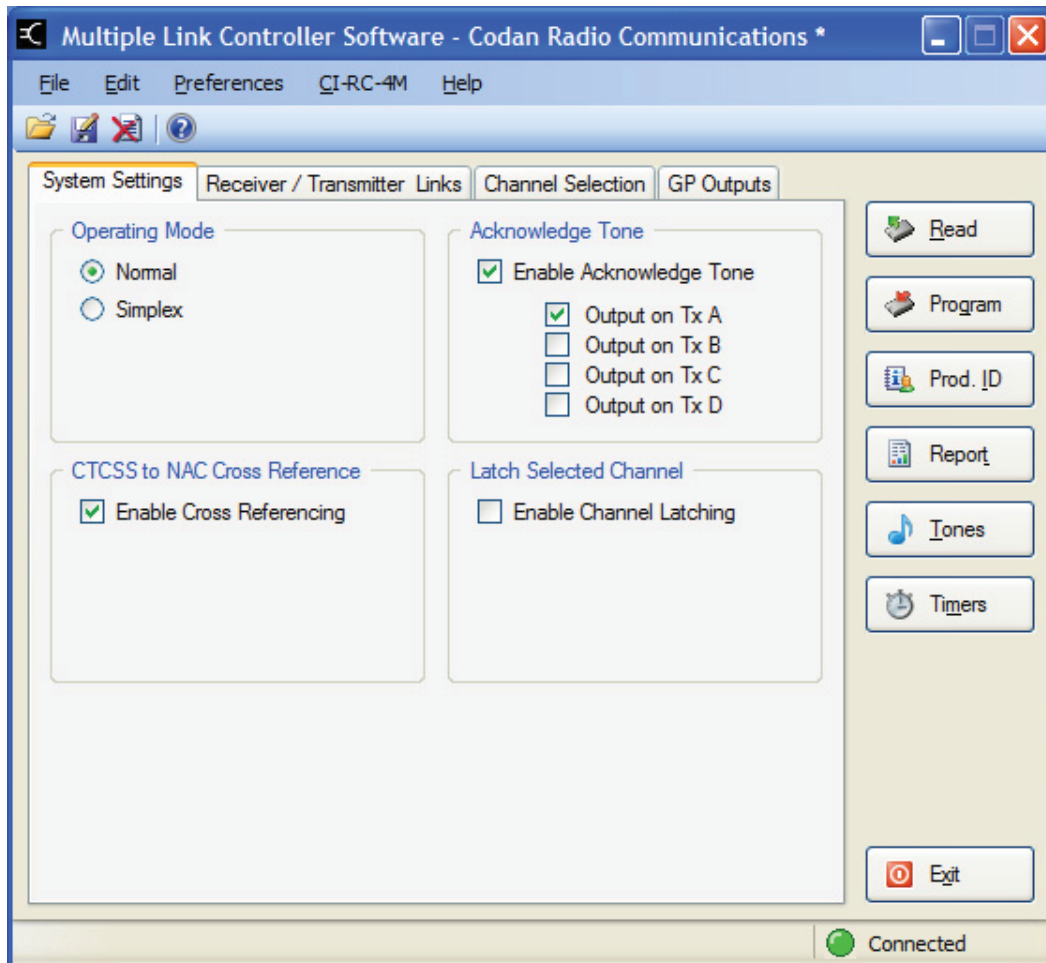 Multiple Link Controller Software - Codan Radio Communications *
File Edit Preferences CI-RC-4M Help
System Settings Receiver / Transmitter Links Channel Selection GP Outputs
Operating Mode
Normal
Simplex
Acknowledge Tone
Enable Acknowledge Tone
Output on Tx A
Output on Tx B
Output on Tx C
Output on Tx D
CTCSS to NAC Cross Reference
Enable Cross Referencing
Latch Selected Channel
Enable Channel Latching
Read
Program
Prod. ID
Report
Tones
Timers
Exit
Connected